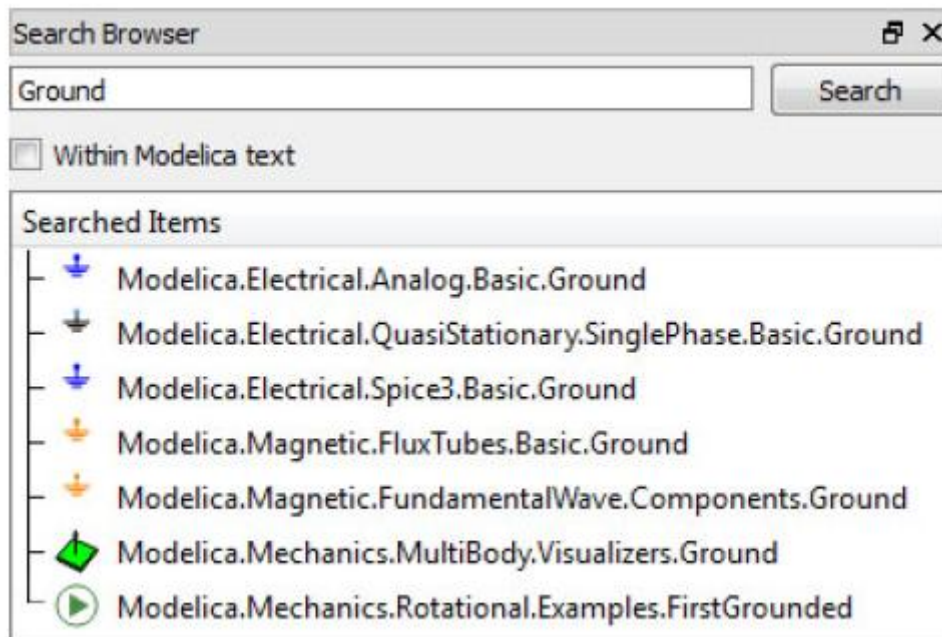 Search Browser
Ground
Search
Within Modelica text
Searched Items
Modelica.Electrical.Analog.Basic.Ground
Modelica.Electrical.QuasiStationary.SinglePhase.Basic.Ground
Modelica.Electrical.Spice3.Basic.Ground
Modelica.Magnetic.FluxTubes.Basic.Ground
Modelica.Magnetic.FundamentalWave.Components.Ground
Modelica.Mechanics.MultiBody.Visualizers.Ground
Modelica.Mechanics.Rotational.Examples.FirstGrounded